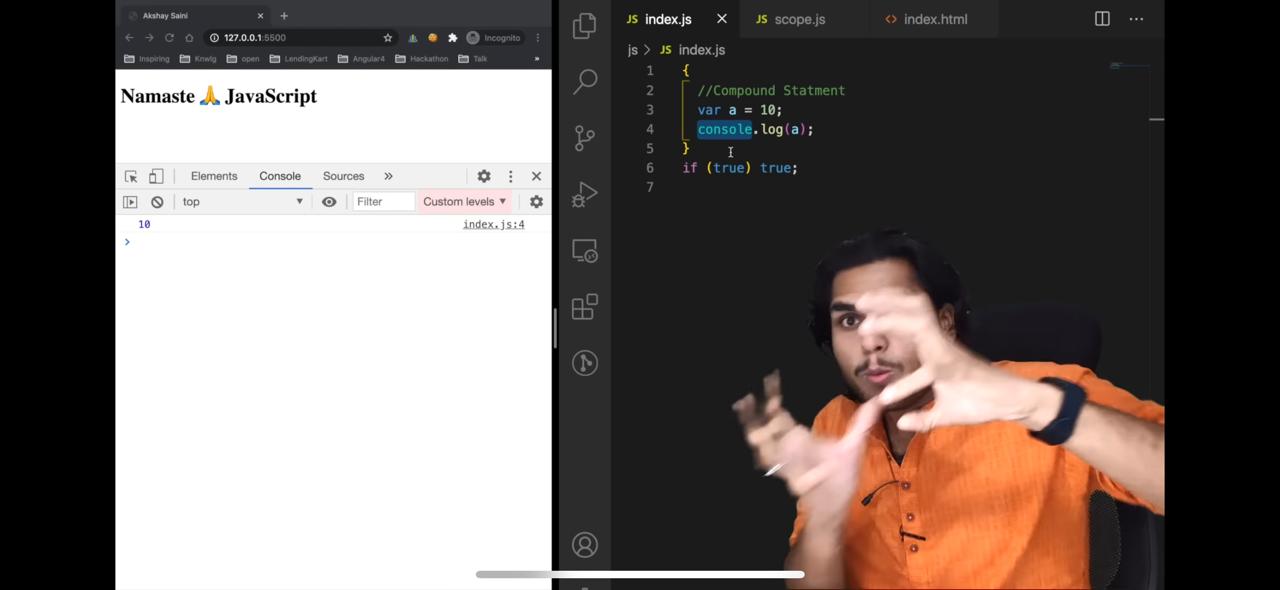 Akshay Saini
127.0.0.1:5500
Incognito
Inspiring Knwlg open LendingKart Angular4 Hackathon Talk »
Namaste 🙏 JavaScript
Elements Console Sources »
top Filter Custom levels
10 index.js:4
>
JS index.js JS scope.js <> index.html
js > JS index.js
1 {
2 //Compound Statment
3 var a = 10;
4 console.log(a);
5 }
6 if (true) true;
7